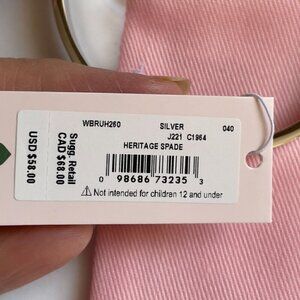 WBRUH260 SILVER 040
J221 C1964
HERITAGE SPADE
0 98686 73235 3
⚠ Not intended for children 12 and under
Sugg. Retail
CAD $68.00
USD $58.00